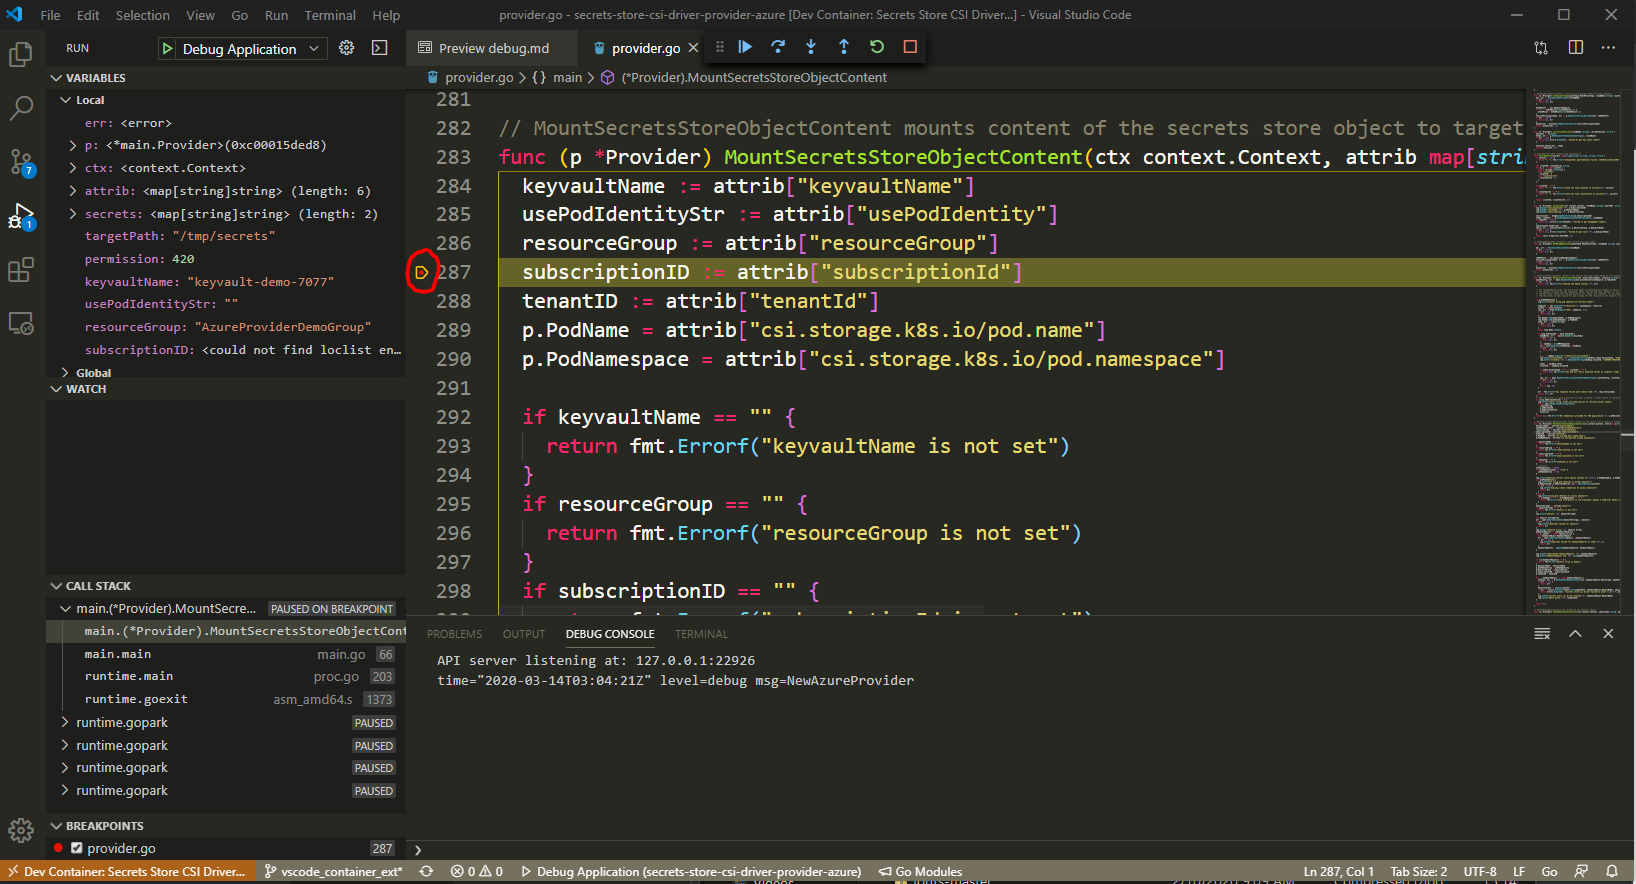 File Edit Selection View Go Run Terminal Help
provider.go - secrets-store-csi-driver-provider-azure [Dev Container: Secrets Store CSI Driver...] - Visual Studio Code
RUN
Debug Application
Preview debug.md
provider.go
provider.go > {} main > (*Provider).MountSecretsStoreObjectContent
VARIABLES
Local
err: <error>
p: <*main.Provider>(0xc00015ded8)
ctx: <context.Context>
attrib: <map[string]string> (length: 6)
secrets: <map[string]string> (length: 2)
targetPath: "/tmp/secrets"
permission: 420
keyvaultName: "keyvault-demo-7077"
usePodIdentityStr: ""
resourceGroup: "AzureProviderDemoGroup"
subscriptionID: <could not find loclist en...
Global
WATCH
CALL STACK
main.(*Provider).MountSecre... PAUSED ON BREAKPOINT
main.(*Provider).MountSecretsStoreObjectCont
main.main main.go 66
runtime.main proc.go 203
runtime.goexit asm_amd64.s 1373
runtime.gopark PAUSED
runtime.gopark PAUSED
runtime.gopark PAUSED
runtime.gopark PAUSED
BREAKPOINTS
provider.go 287
7
1
281
282 // MountSecretsStoreObjectContent mounts content of the secrets store object to target
283 func (p *Provider) MountSecretsStoreObjectContent(ctx context.Context, attrib map[stri
284 keyvaultName := attrib["keyvaultName"]
285 usePodIdentityStr := attrib["usePodIdentity"]
286 resourceGroup := attrib["resourceGroup"]
287 subscriptionID := attrib["subscriptionId"]
288 tenantID := attrib["tenantId"]
289 p.PodName = attrib["csi.storage.k8s.io/pod.name"]
290 p.PodNamespace = attrib["csi.storage.k8s.io/pod.namespace"]
291
292 if keyvaultName == "" {
293 return fmt.Errorf("keyvaultName is not set")
294 }
295 if resourceGroup == "" {
296 return fmt.Errorf("resourceGroup is not set")
297 }
298 if subscriptionID == "" {
PROBLEMS OUTPUT DEBUG CONSOLE TERMINAL
API server listening at: 127.0.0.1:22926
time="2020-03-14T03:04:21Z" level=debug msg=NewAzureProvider
Dev Container: Secrets Store CSI Driver... vscode_container_ext* 0 0 Debug Application (secrets-store-csi-driver-provider-azure) Go Modules Ln 287, Col 1 Tab Size: 2 UTF-8 LF Go